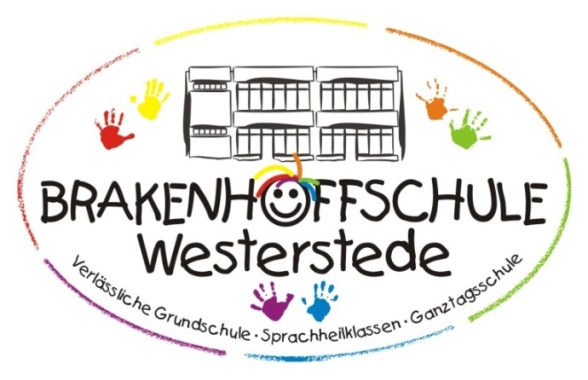 BRAKENHOFFSCHULE
Westerstede
Verlässliche Grundschule · Sprachheilklassen · Ganztagsschule